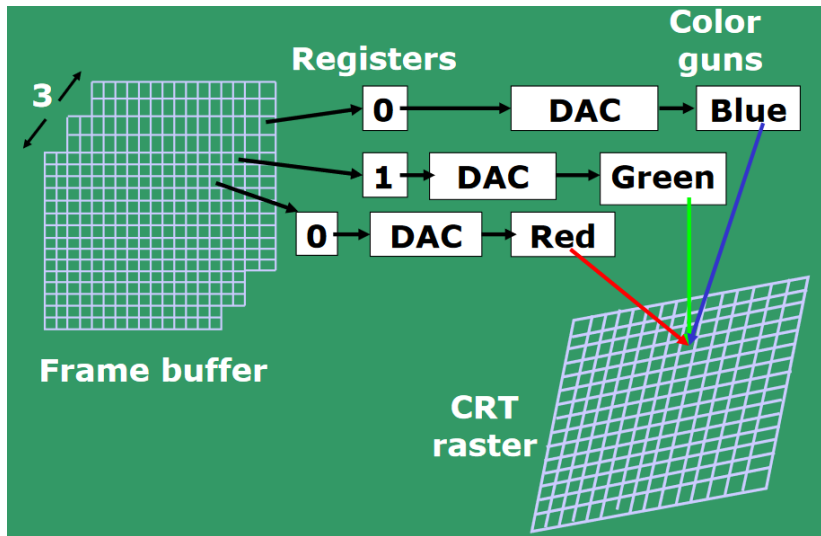 Color
guns
Registers
3
0
DAC
Blue
1
DAC
Green
0
DAC
Red
Frame buffer
CRT
raster